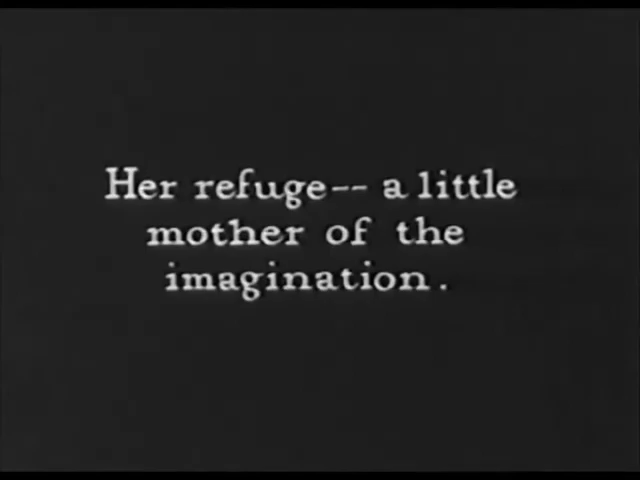 Her refuge-- a little
mother of the
imagination.